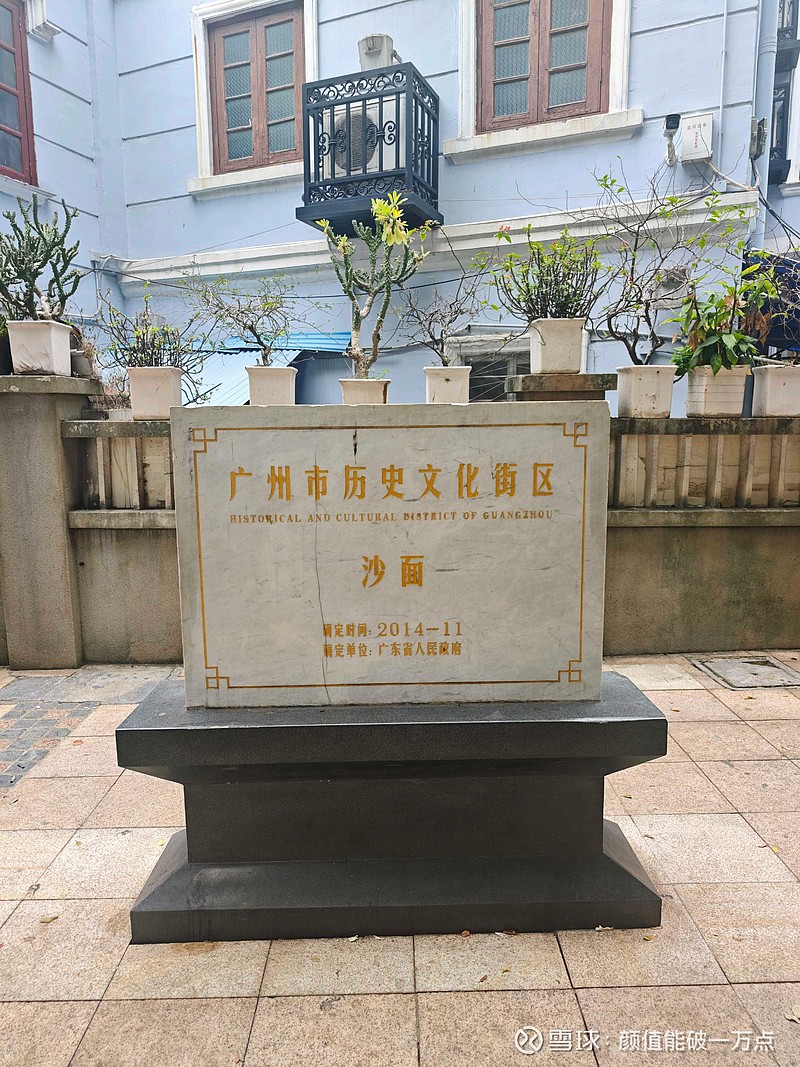 广州市历史文化街区
HISTORICAL AND CULTURAL DISTRICT OF GUANGZHOU
沙面
确定时间：2014-11
确定单位：广东省人民政府
雪球：颜值能破一万点